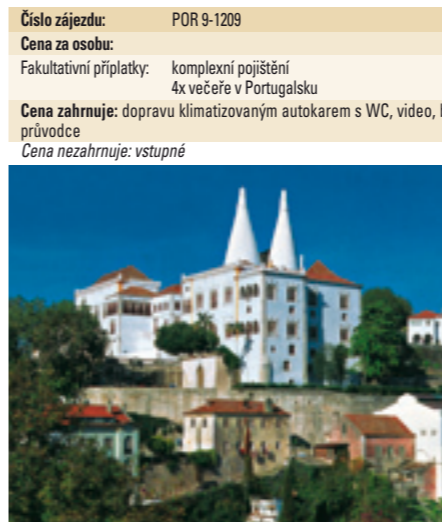 Číslo zájezdu: POR 9-1209
Cena za osobu:
Fakultativní příplatky: komplexní pojištění
4x večeře v Portugalsku
Cena zahrnuje: dopravu klimatizovaným autokarem s WC, video,
průvodce
Cena nezahrnuje: vstupné